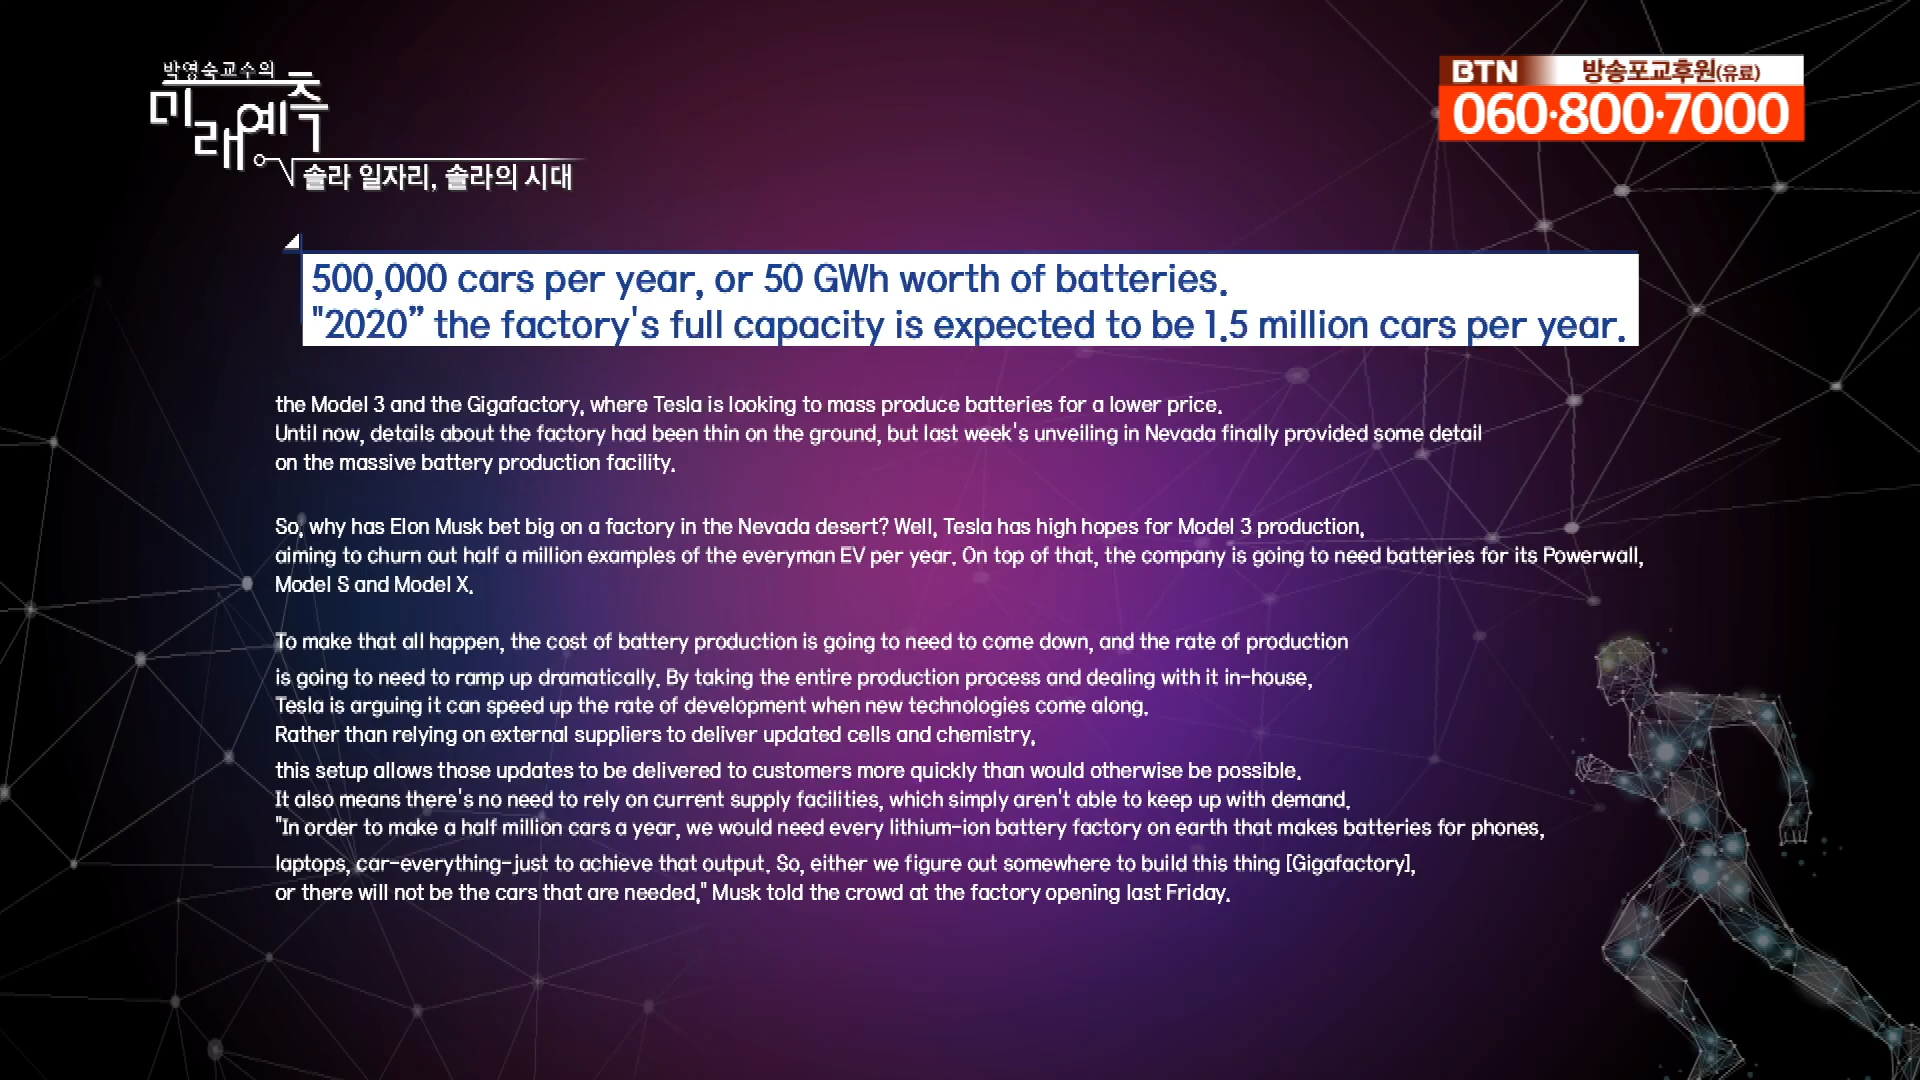 박영숙교수의
미래예측
솔라 일자리, 솔라의 시대
BTN 방송포교후원(유료)
060·800·7000
500,000 cars per year, or 50 GWh worth of batteries.
"2020” the factory's full capacity is expected to be 1.5 million cars per year.
the Model 3 and the Gigafactory, where Tesla is looking to mass produce batteries for a lower price.
Until now, details about the factory had been thin on the ground, but last week's unveiling in Nevada finally provided some detail
on the massive battery production facility.
So, why has Elon Musk bet big on a factory in the Nevada desert? Well, Tesla has high hopes for Model 3 production,
aiming to churn out half a million examples of the everyman EV per year. On top of that, the company is going to need batteries for its Powerwall,
Model S and Model X.
To make that all happen, the cost of battery production is going to need to come down, and the rate of production
is going to need to ramp up dramatically. By taking the entire production process and dealing with it in-house,
Tesla is arguing it can speed up the rate of development when new technologies come along.
Rather than relying on external suppliers to deliver updated cells and chemistry,
this setup allows those updates to be delivered to customers more quickly than would otherwise be possible.
It also means there's no need to rely on current supply facilities, which simply aren't able to keep up with demand.
"In order to make a half million cars a year, we would need every lithium-ion battery factory on earth that makes batteries for phones,
laptops, car-everything-just to achieve that output. So, either we figure out somewhere to build this thing [Gigafactory],
or there will not be the cars that are needed," Musk told the crowd at the factory opening last Friday.